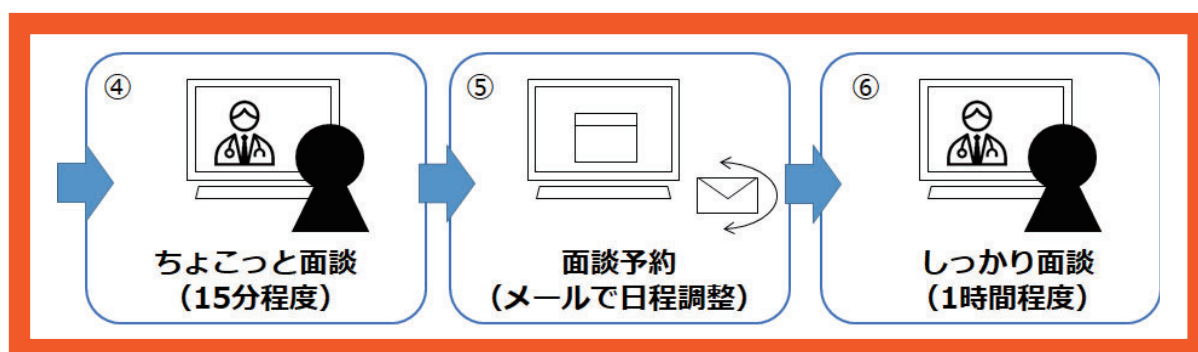 ④
ちょこっと面談
（15分程度）
⑤
面談予約
（メールで日程調整）
⑥
しっかり面談
（1時間程度）